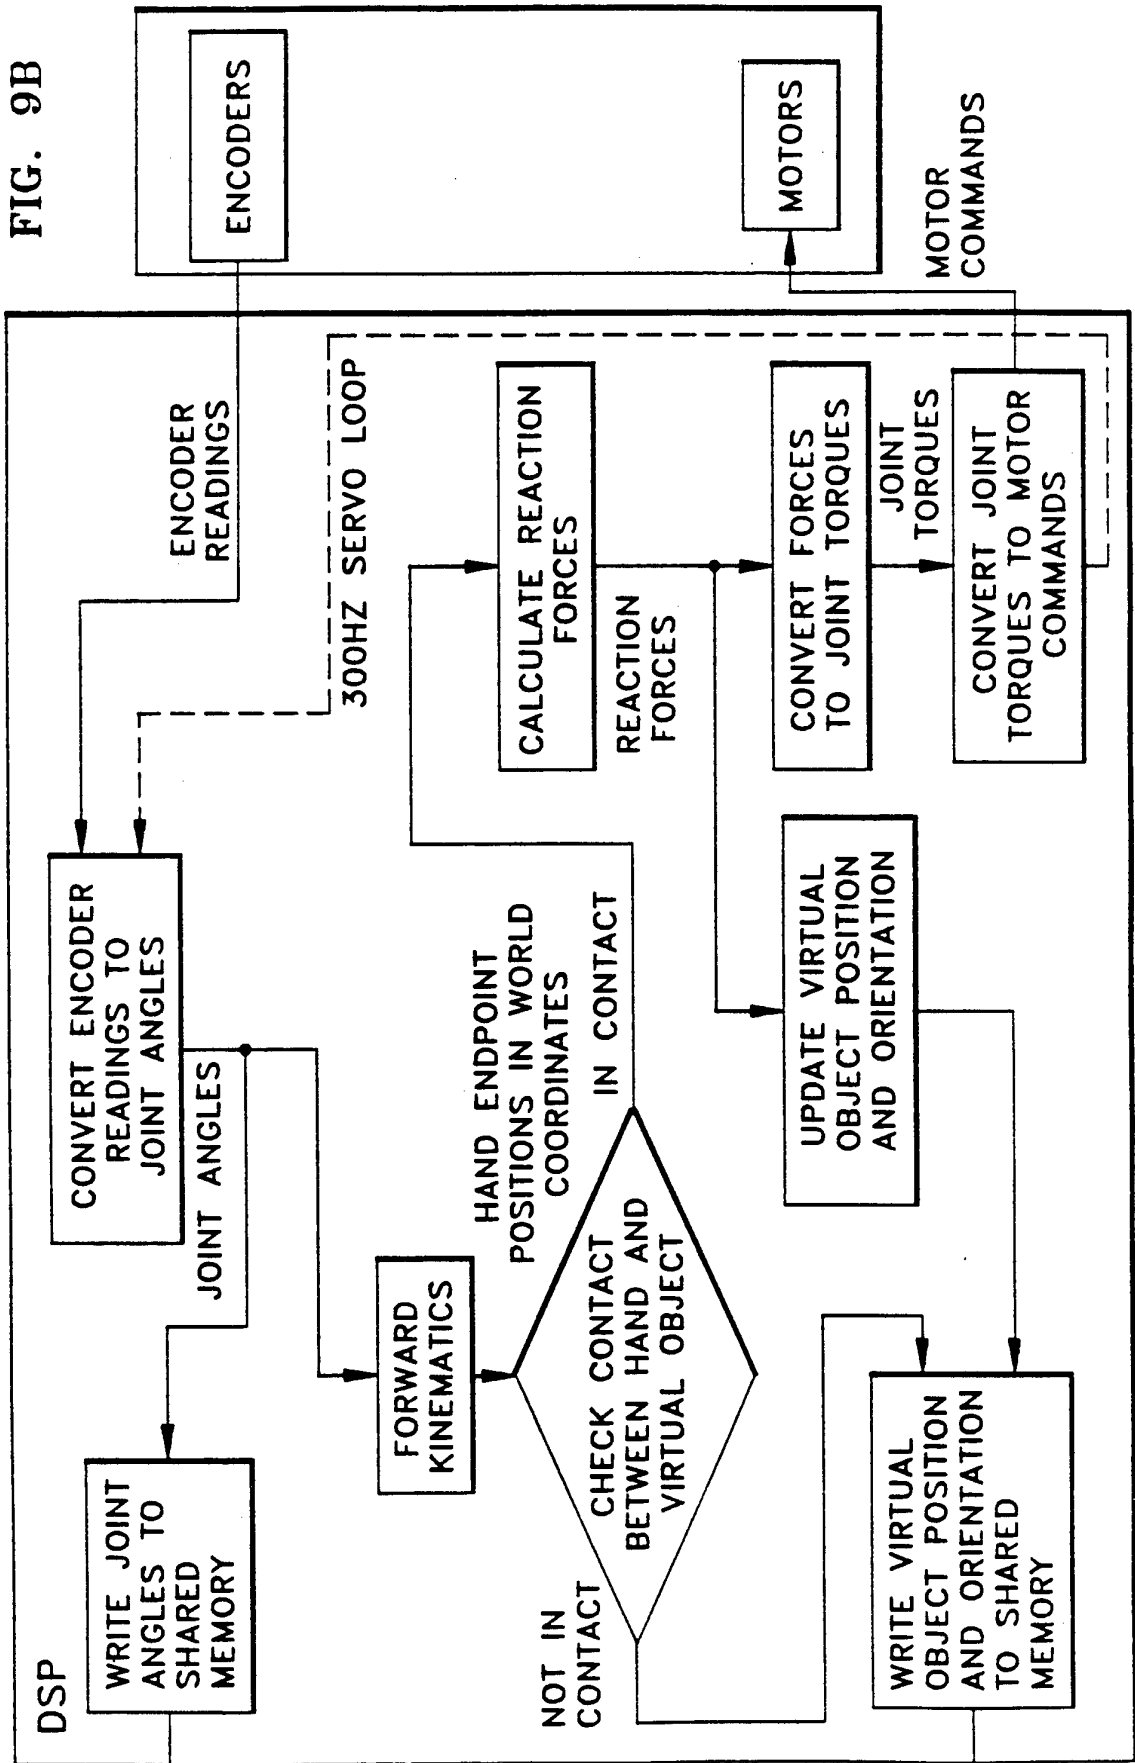 FIG. 9B
DSP
WRITE JOINT
ANGLES TO
SHARED
MEMORY
CONVERT ENCODER
READINGS TO
JOINT ANGLES
JOINT ANGLES
ENCODER
READINGS
300HZ SERVO LOOP
ENCODERS
FORWARD
KINEMATICS
HAND ENDPOINT
POSITIONS IN WORLD
COORDINATES
CHECK CONTACT
BETWEEN HAND AND
VIRTUAL OBJECT
IN CONTACT
NOT IN
CONTACT
CALCULATE REACTION
FORCES
REACTION
FORCES
CONVERT FORCES
TO JOINT TORQUES
JOINT
TORQUES
CONVERT JOINT
TORQUES TO MOTOR
COMMANDS
MOTOR
COMMANDS
MOTORS
UPDATE VIRTUAL
OBJECT POSITION
AND ORIENTATION
WRITE VIRTUAL
OBJECT POSITION
AND ORIENTATION
TO SHARED
MEMORY